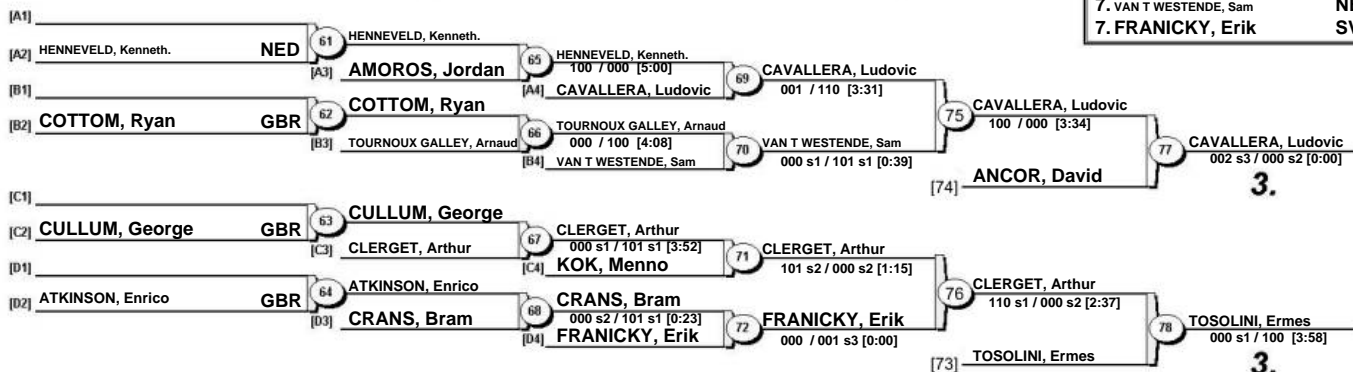 7. VAN T WESTENDE, Sam
7. FRANICKY, Erik
[A1]
[A2] HENNEVELD, Kenneth. NED
61
HENNEVELD, Kenneth.
[A3] AMOROS, Jordan
65
HENNEVELD, Kenneth.
100 / 000 [5:00]
[A4] CAVALLERA, Ludovic
69
CAVALLERA, Ludovic
001 / 110 [3:31]
[B1]
[B2] COTTOM, Ryan GBR
62
COTTOM, Ryan
[B3] TOURNOUX GALLEY, Arnaud
66
TOURNOUX GALLEY, Arnaud
000 / 100 [4:08]
[B4] VAN T WESTENDE, Sam
70
VAN T WESTENDE, Sam
000 s1 / 101 s1 [0:39]
75
CAVALLERA, Ludovic
100 / 000 [3:34]
[74] ANCOR, David
77
CAVALLERA, Ludovic
002 s3 / 000 s2 [0:00]
3.
[C1]
[C2] CULLUM, George GBR
63
CULLUM, George
[C3] CLERGET, Arthur
67
CLERGET, Arthur
000 s1 / 101 s1 [3:52]
[C4] KOK, Menno
71
CLERGET, Arthur
101 s2 / 000 s2 [1:15]
[D1]
[D2] ATKINSON, Enrico GBR
64
ATKINSON, Enrico
[D3] CRANS, Bram
68
CRANS, Bram
000 s2 / 101 s1 [0:23]
[D4] FRANICKY, Erik
72
FRANICKY, Erik
000 / 001 s3 [0:00]
76
CLERGET, Arthur
110 s1 / 000 s2 [2:37]
[73] TOSOLINI, Ermes
78
TOSOLINI, Ermes
000 s1 / 100 [3:58]
3.